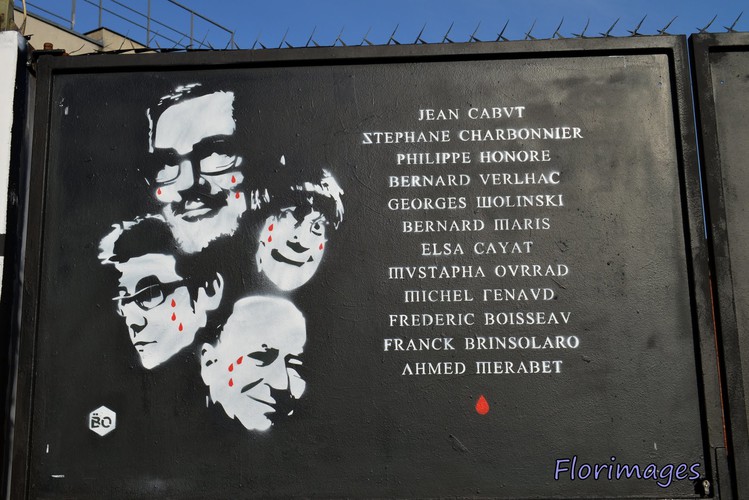 JEAN CABVT
STEPHANE CHARBONNIER
PHILIPPE HONORE
BERNARD VERLHAC
GEORGES WOLINSKI
BERNARD MARIS
ELSA CAYAT
MVSTAPHA OVRRAD
MICHEL RENAVD
FREDERIC BOISSEAV
FRANCK BRINSOLARO
AHMED MERABET
BO
Florimages